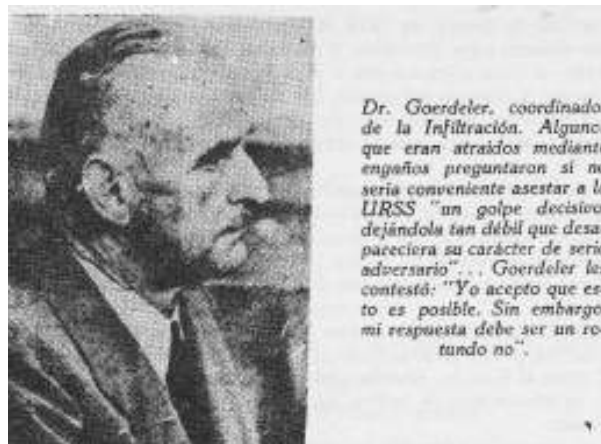 Dr. Goerdeler, coordinado
de la Infiltración. Alguno
que eran atraídos mediante
engaños preguntaron si no
sería conveniente asestar a la
URSS "un golpe decisivo
dejándola tan débil que desa-
pareciera su carácter de serio
adversario"... Goerdeler les
contestó: "Yo acepto que es-
to es posible. Sin embargo,
mi respuesta debe ser un ro-
tundo no".